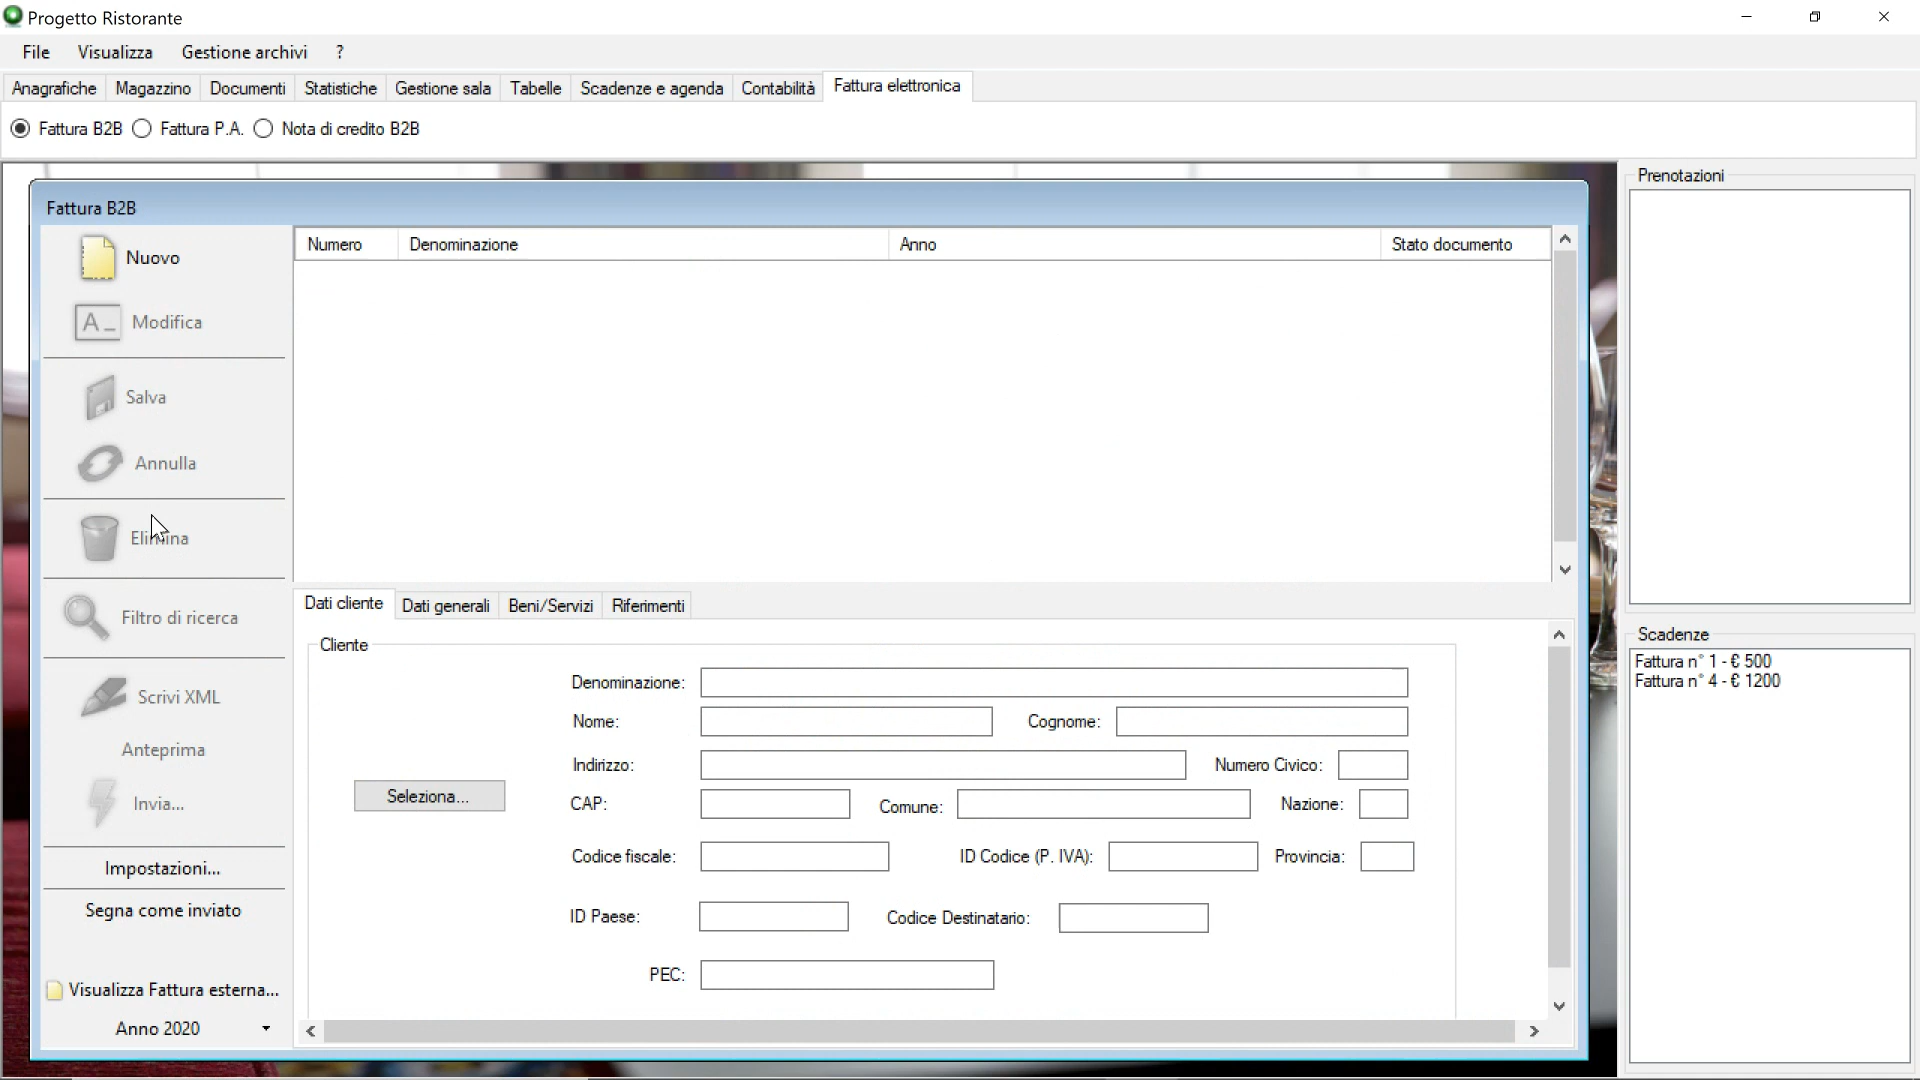 Progetto Ristorante
File Visualizza Gestione archivi ?
Anagrafiche Magazzino Documenti Statistiche Gestione sala Tabelle Scadenze e agenda Contabilità Fattura elettronica
Fattura B2B Fattura P.A. Nota di credito B2B
Fattura B2B
Nuovo
Modifica
Salva
Annulla
Elimina
Filtro di ricerca
Scrivi XML
Anteprima
Invia...
Impostazioni...
Segna come inviato
Visualizza Fattura esterna...
Anno 2020
Numero Denominazione Anno Stato documento
Dati cliente Dati generali Beni/Servizi Riferimenti
Cliente
Seleziona...
Denominazione:
Nome: Cognome:
Indirizzo: Numero Civico:
CAP: Comune: Nazione:
Codice fiscale: ID Codice (P. IVA): Provincia:
ID Paese: Codice Destinatario:
PEC:
Prenotazioni
Scadenze
Fattura n° 1 - € 500
Fattura n° 4 - € 1200